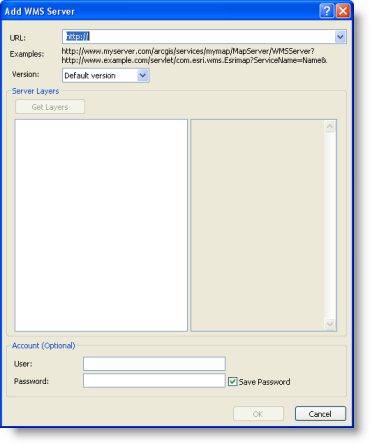 Add WMS Server
URL: http://
Examples: http://www.myserver.com/arcgis/services/mymap/MapServer/WMSServer?
http://www.example.com/servlet/com.esri.wms.Esrimap?ServiceName=Name&
Version: Default version
Server Layers
Get Layers
Account (Optional)
User:
Password: Save Password
OK Cancel